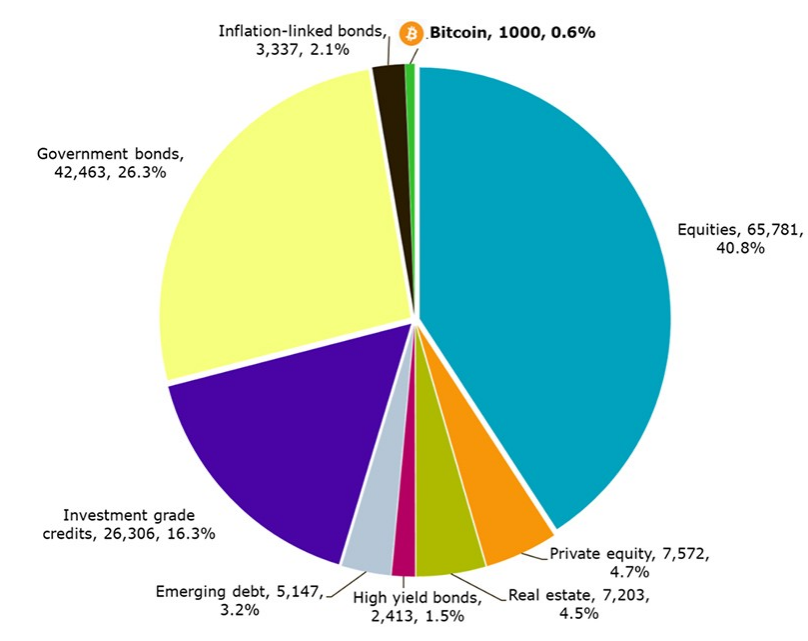 Inflation-linked bonds,
3,337, 2.1%
Bitcoin, 1000, 0.6%
Government bonds,
42,463, 26.3%
Equities, 65,781,
40.8%
Investment grade
credits, 26,306, 16.3%
Private equity, 7,572,
4.7%
Emerging debt, 5,147,
3.2%
High yield bonds,
2,413, 1.5%
Real estate, 7,203,
4.5%